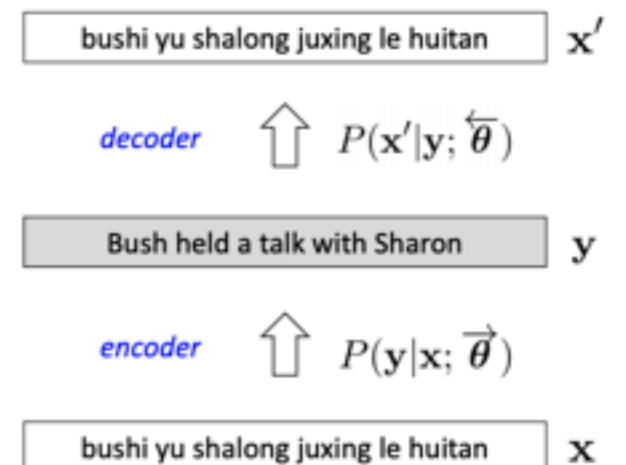 bushi yu shalong juxing le huitan x′
decoder P(x′|y; θ⃖)
Bush held a talk with Sharon y
encoder P(y|x; θ⃗)
bushi yu shalong juxing le huitan x